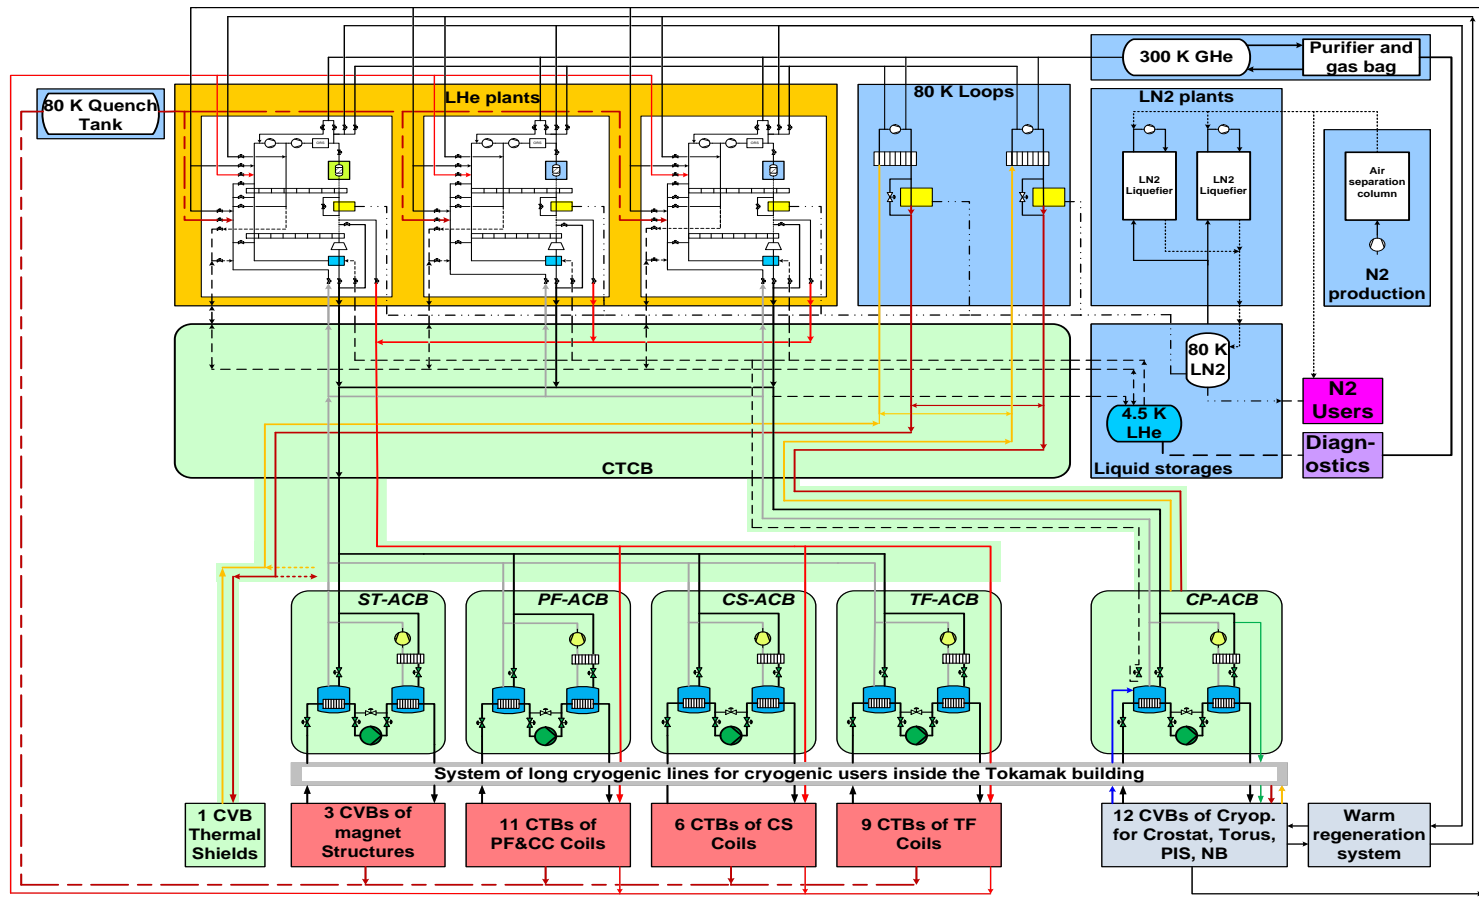 300 K GHe
Purifier and
gas bag
80 K Quench
Tank
LHe plants
80 K Loops
LN2 plants
LN2
Liquefier
LN2
Liquefier
Air
separation
column
N2
production
80 K
LN2
4.5 K
LHe
Liquid storages
N2
Users
Diagn-
ostics
CTCB
ST-ACB
PF-ACB
CS-ACB
TF-ACB
CP-ACB
System of long cryogenic lines for cryogenic users inside the Tokamak building
1 CVB
Thermal
Shields
3 CVBs of
magnet
Structures
11 CTBs of
PF&CC Coils
6 CTBs of CS
Coils
9 CTBs of TF
Coils
12 CVBs of Cryop.
for Crostat, Torus,
PIS, NB
Warm
regeneration
system